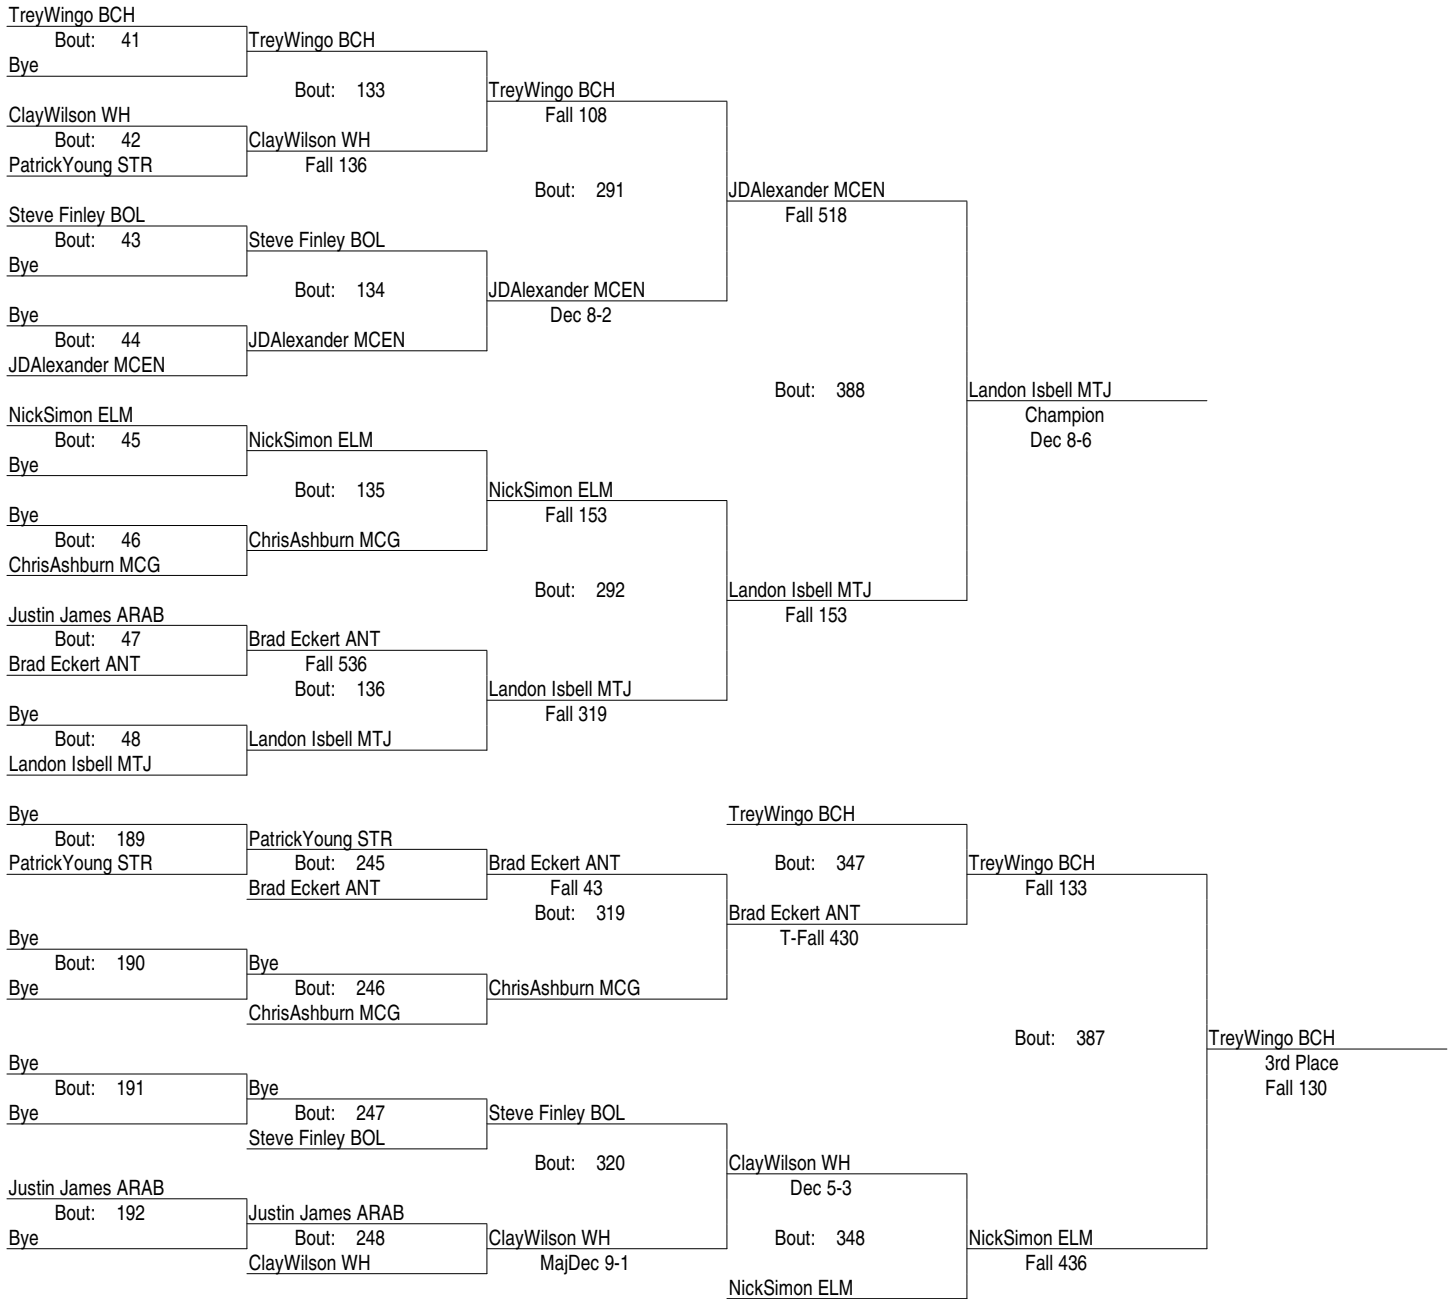 TreyWingo BCH
Bout: 41
TreyWingo BCH
Bye
Bout: 133
TreyWingo BCH
Fall 108
ClayWilson WH
Bout: 42
ClayWilson WH
PatrickYoung STR
Fall 136
Bout: 291
JDAlexander MCEN
Fall 518
Steve Finley BOL
Bout: 43
Steve Finley BOL
Bye
Bout: 134
JDAlexander MCEN
Dec 8-2
Bye
Bout: 44
JDAlexander MCEN
JDAlexander MCEN
Bout: 388
Landon Isbell MTJ
Champion
Dec 8-6
NickSimon ELM
Bout: 45
NickSimon ELM
Bye
Bout: 135
NickSimon ELM
Fall 153
Bye
Bout: 46
ChrisAshburn MCG
ChrisAshburn MCG
Bout: 292
Landon Isbell MTJ
Fall 153
Justin James ARAB
Bout: 47
Brad Eckert ANT
Brad Eckert ANT
Fall 536
Bout: 136
Landon Isbell MTJ
Fall 319
Bye
Bout: 48
Landon Isbell MTJ
Landon Isbell MTJ
Bye
Bout: 189
PatrickYoung STR
PatrickYoung STR
Bout: 245
Brad Eckert ANT
Brad Eckert ANT
Fall 43
Bout: 319
TreyWingo BCH
Bout: 347
TreyWingo BCH
Fall 133
Brad Eckert ANT
T-Fall 430
Bye
Bout: 190
Bye
Bye
Bout: 246
ChrisAshburn MCG
ChrisAshburn MCG
Bout: 387
TreyWingo BCH
3rd Place
Fall 130
Bye
Bout: 191
Bye
Bye
Bout: 247
Steve Finley BOL
Steve Finley BOL
Bout: 320
ClayWilson WH
Dec 5-3
Justin James ARAB
Bout: 192
Justin James ARAB
Bye
Bout: 248
ClayWilson WH
ClayWilson WH
MajDec 9-1
Bout: 348
NickSimon ELM
Fall 436
NickSimon ELM